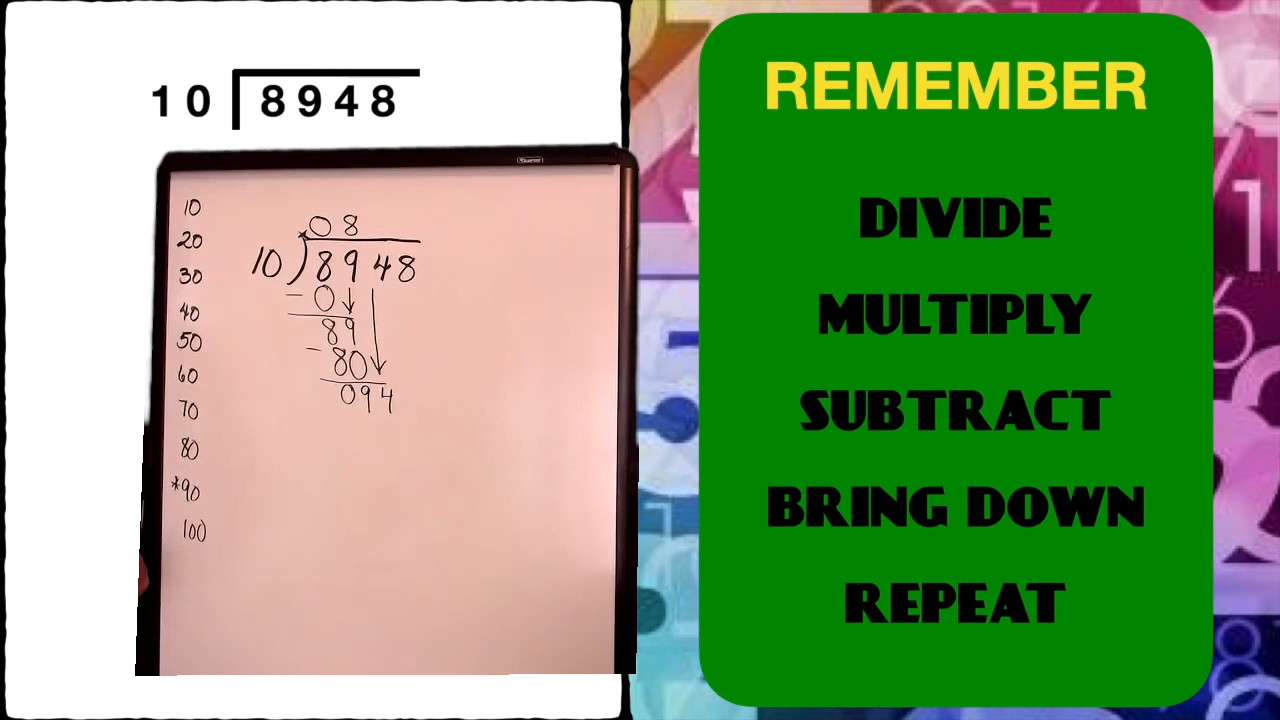 10 8948
Quartet
10
20
30
40
50
60
70
80
*90
100
* 08
10 ) 8948
- 0
89
- 80
094
REMEMBER
DIVIDE
MULTIPLY
SUBTRACT
BRING DOWN
REPEAT